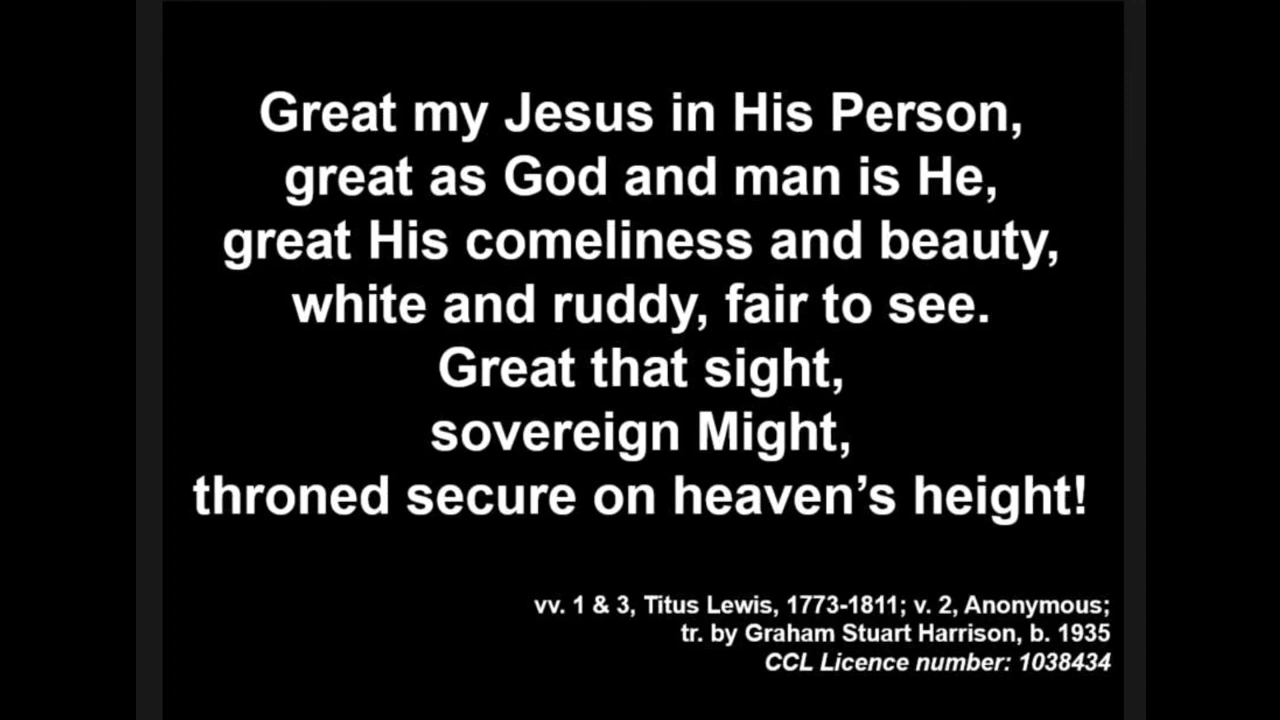 Great my Jesus in His Person,
great as God and man is He,
great His comeliness and beauty,
white and ruddy, fair to see.
Great that sight,
sovereign Might,
throned secure on heaven’s height!
vv. 1 & 3, Titus Lewis, 1773-1811; v. 2, Anonymous;
tr. by Graham Stuart Harrison, b. 1935
CCL Licence number: 1038434